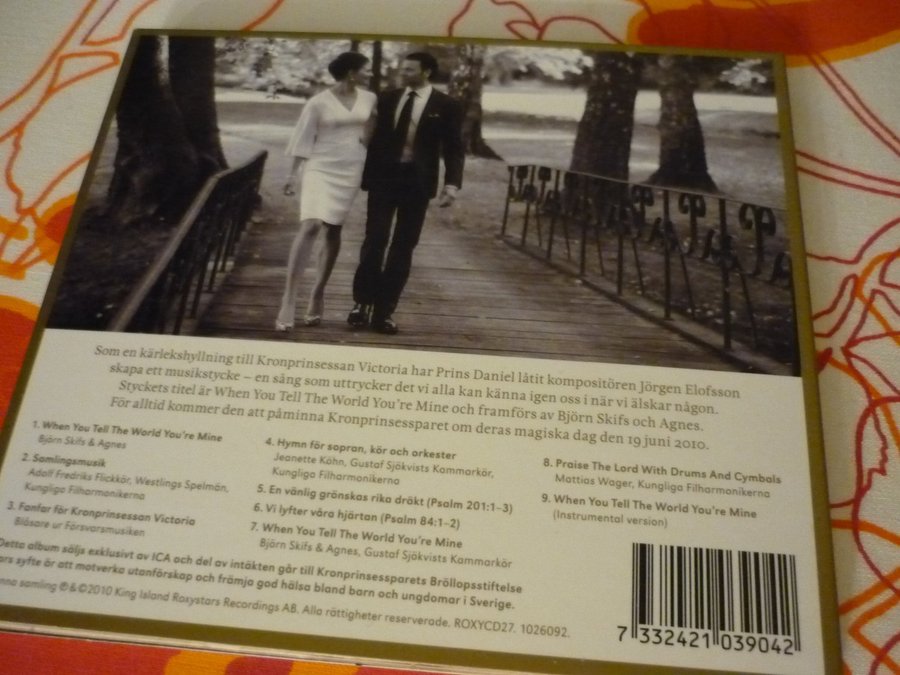 Som en kärlekshyllning till Kronprinsessan Victoria har Prins Daniel låtit kompositören Jörgen Elofsson
skapa ett musikstycke – en sång som uttrycker det vi alla kan känna igen oss i när vi älskar någon.
Styckets titel är When You Tell The World You're Mine och framförs av Björn Skifs och Agnes.
För alltid kommer den att påminna Kronprinsessparet om deras magiska dag den 19 juni 2010.
1. When You Tell The World You're Mine
Björn Skifs & Agnes
2. Samlingsmusik
Adolf Fredriks Flickkör, Westlings Spelmän,
Kungliga Filharmonikerna
3. Fanfar för Kronprinsessan Victoria
Blåsare ur Försvarsmusiken
4. Hymn för sopran, kör och orkester
Jeanette Köhn, Gustaf Sjökvists Kammarkör,
Kungliga Filharmonikerna
5. En vänlig grönskas rika dräkt (Psalm 201:1–3)
6. Vi lyfter våra hjärtan (Psalm 84:1–2)
7. When You Tell The World You're Mine
Björn Skifs & Agnes, Gustaf Sjökvists Kammarkör
8. Praise The Lord With Drums And Cymbals
Mattias Wager, Kungliga Filharmonikerna
9. When You Tell The World You're Mine
(Instrumental version)
Detta album säljs exklusivt av ICA och del av intäkten går till Kronprinsessparets Bröllopsstiftelse
vars syfte är att motverka utanförskap och främja god hälsa bland barn och ungdomar i Sverige.
samling ℗&©2010 King Island Roxystars Recordings AB. Alla rättigheter reserverade. ROXYCD27. 1026092.
7 332421 039042